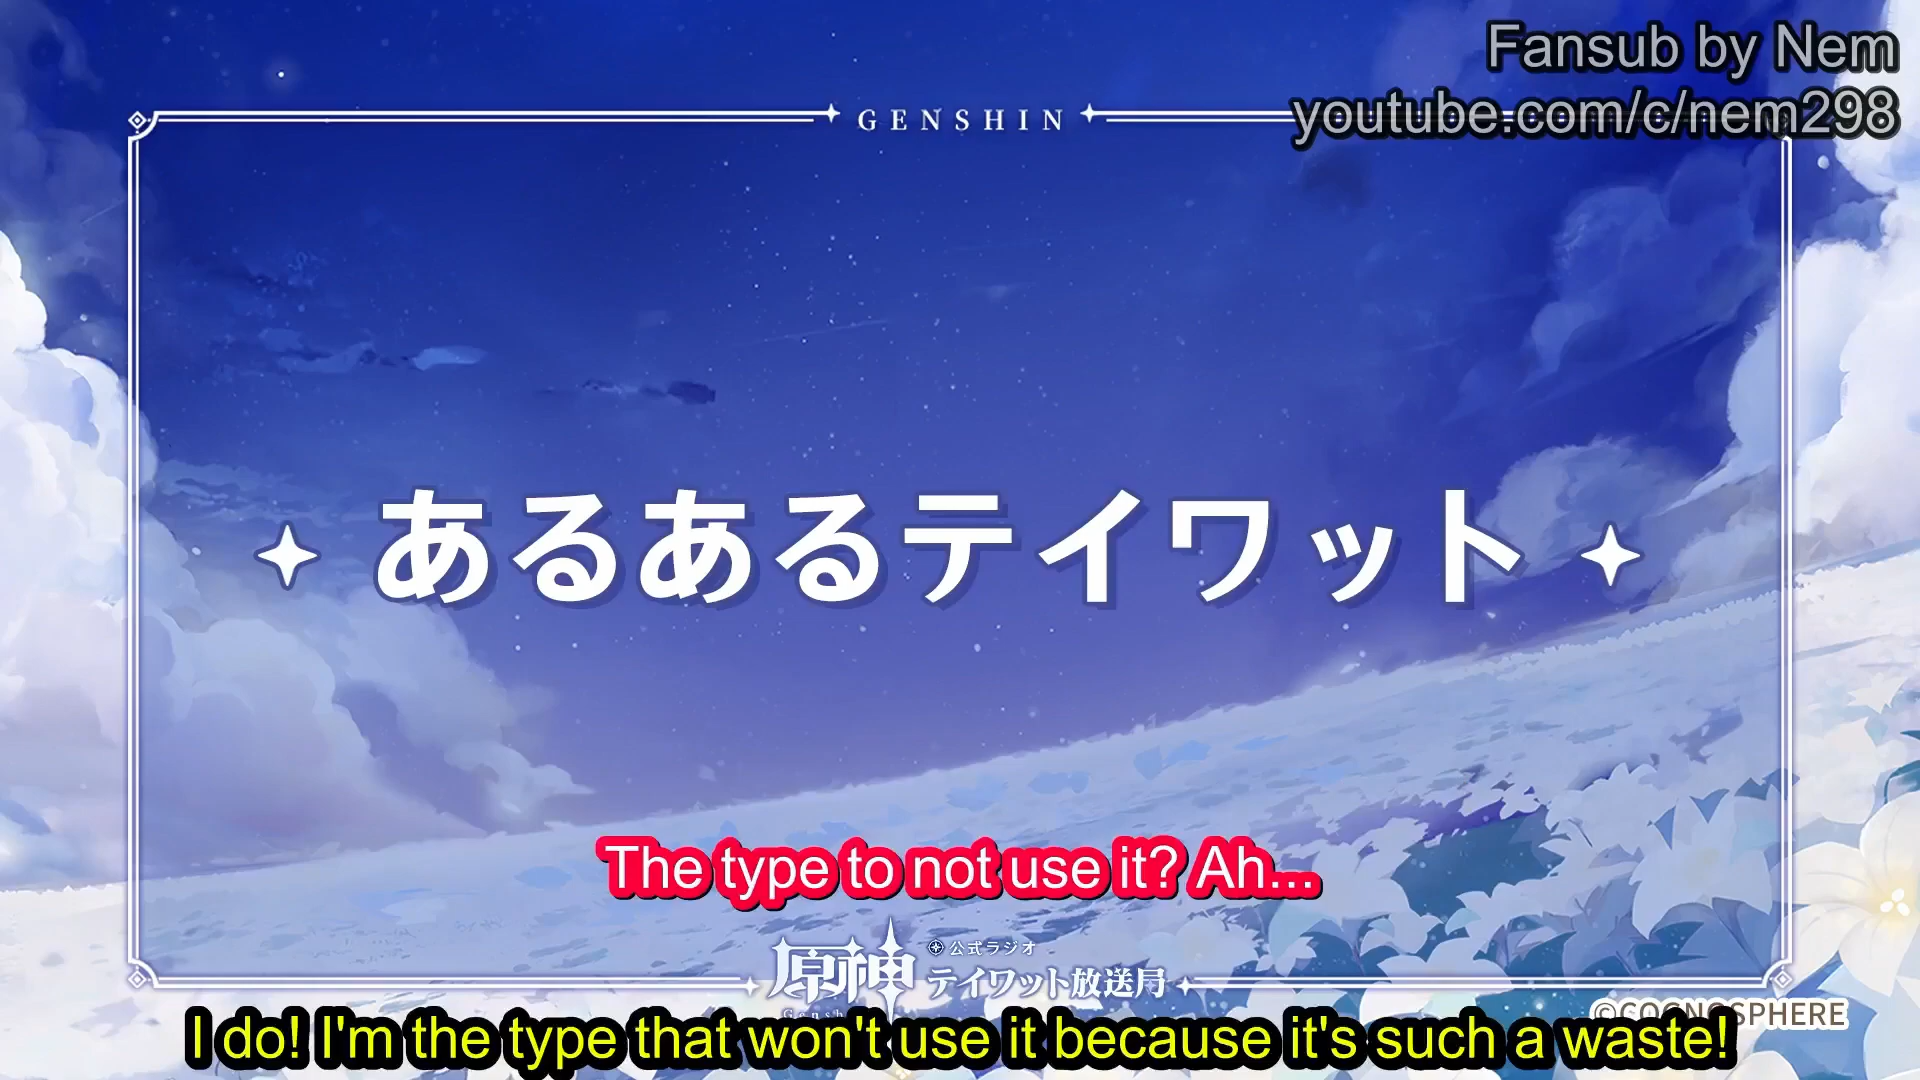 Fansub by Nem
youtube.com/c/nem298
GENSHIN
あるあるテイワット
The type to not use it? Ah...
原神
公式ラジオ
テイワット放送局
Gensh
©COGNOSPHERE
I do! I'm the type that won't use it because it's such a waste!